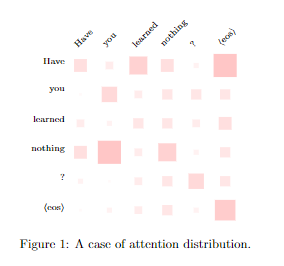 Have you learned nothing ? ⟨eos⟩
Have
you
learned
nothing
?
⟨eos⟩
Figure 1: A case of attention distribution.